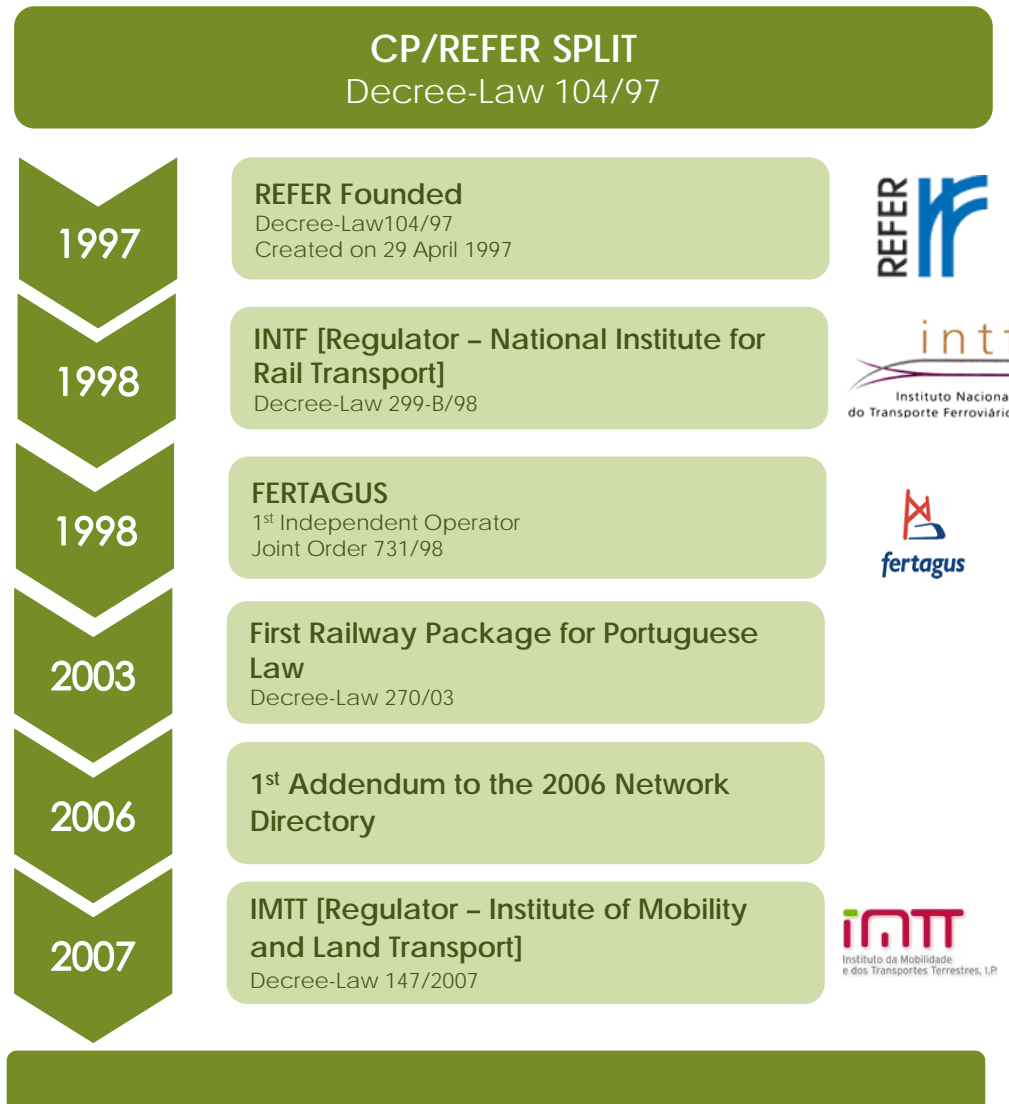 CP/REFER SPLIT
Decree-Law 104/97
1997
REFER Founded
Decree-Law104/97
Created on 29 April 1997
REFER
1998
INTF [Regulator – National Institute for
Rail Transport]
Decree-Law 299-B/98
intf
Instituto Naciona
do Transporte Ferroviário
1998
FERTAGUS
1st Independent Operator
Joint Order 731/98
fertagus
2003
First Railway Package for Portuguese
Law
Decree-Law 270/03
2006
1st Addendum to the 2006 Network
Directory
2007
IMTT [Regulator – Institute of Mobility
and Land Transport]
Decree-Law 147/2007
imTT
Instituto da Mobilidade
e dos Transportes Terrestres, I.P.